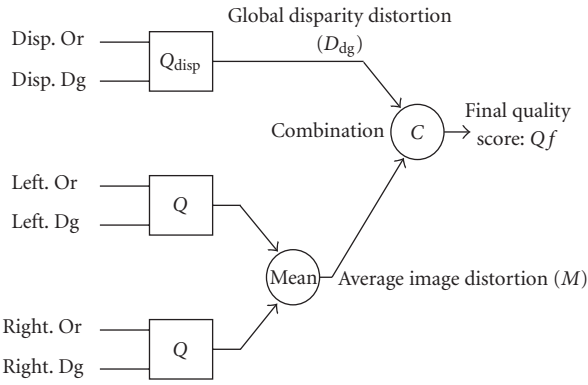 Global disparity distortion
(D_dg)
Disp. Or
Disp. Dg
Q_disp
Combination
C
Final quality
score: Qf
Left. Or
Left. Dg
Q
Mean
Average image distortion (M)
Right. Or
Right. Dg
Q